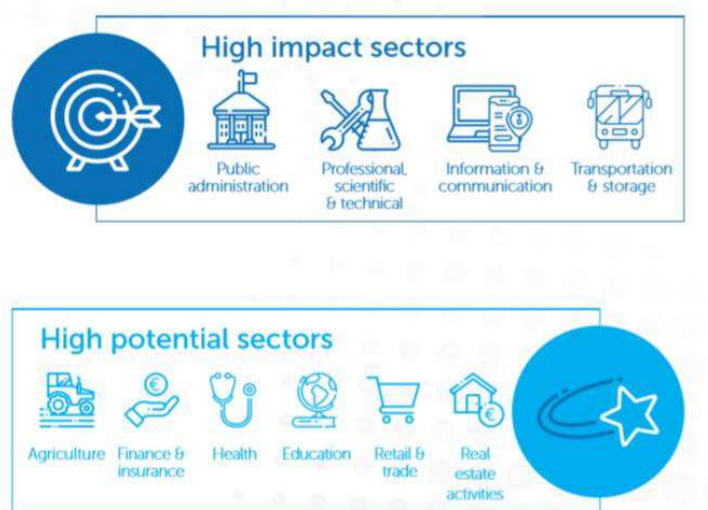 High impact sectors
Public
administration
Professional,
scientific
& technical
Information &
communication
Transportation
& storage
High potential sectors
Agriculture
Finance &
insurance
Health
Education
Retail &
trade
Real
estate
activities